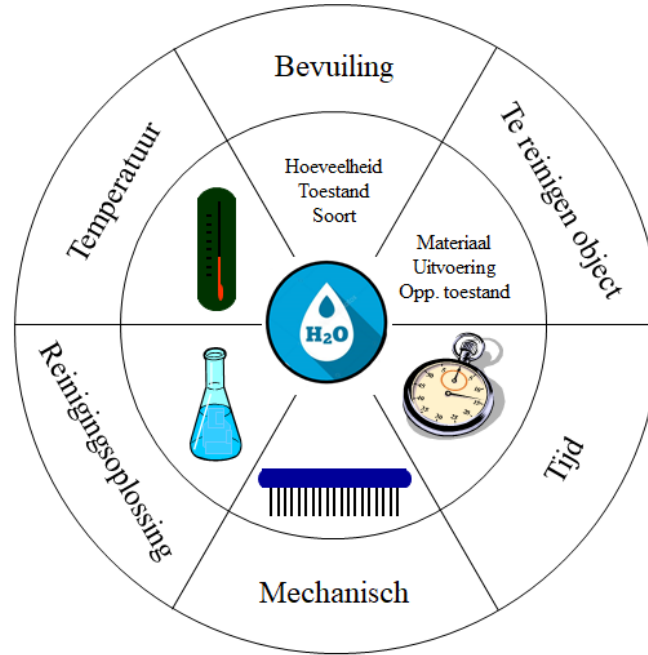 Bevuiling
Te reinigen object
Tijd
Mechanisch
Reinigingsoplossing
Temperatuur
Hoeveelheid
Toestand
Soort
Materiaal
Uitvoering
Opp. toestand
H₂O